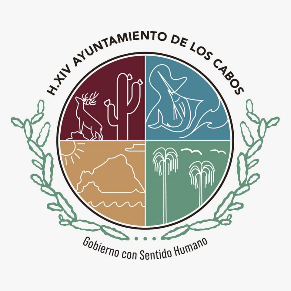 H.XIV AYUNTAMIENTO DE LOS CABOS
Gobierno con Sentido Humano